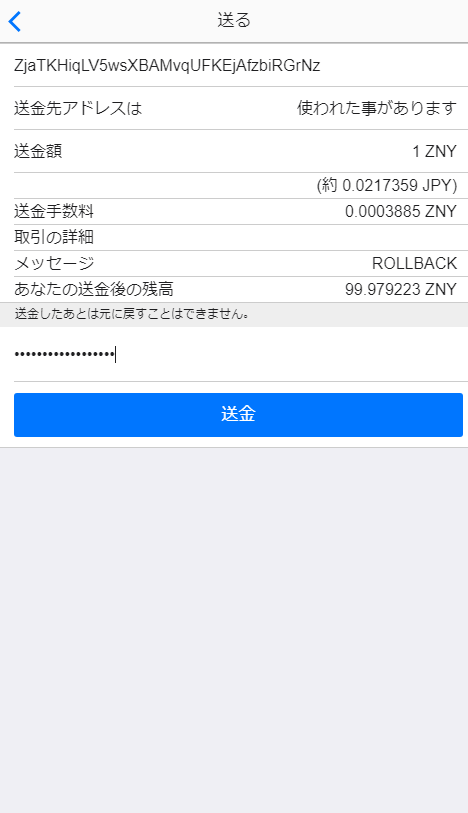 送る
ZjaTKHiqLV5wsXBAMvqUFKEjAfzbiRGrNz
送金先アドレスは 使われた事があります
送金額 1 ZNY
(約 0.0217359 JPY)
送金手数料 0.0003885 ZNY
取引の詳細
メッセージ ROLLBACK
あなたの送金後の残高 99.979223 ZNY
送金したあとは元に戻すことはできません。
••••••••••••••••••
送金